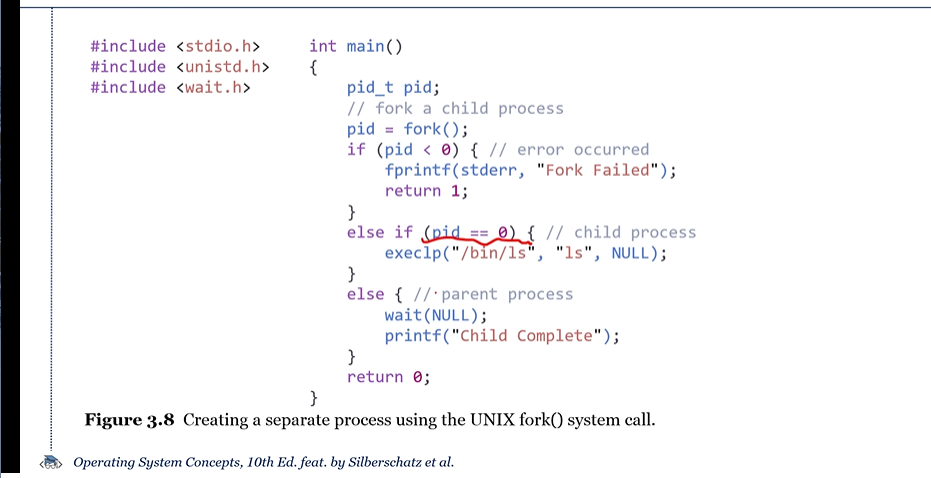 #include <stdio.h>
#include <unistd.h>
#include <wait.h>
int main()
{
pid_t pid;
// fork a child process
pid = fork();
if (pid < 0) { // error occurred
fprintf(stderr, "Fork Failed");
return 1;
}
else if (pid == 0) { // child process
execlp("/bin/ls", "ls", NULL);
}
else { // parent process
wait(NULL);
printf("Child Complete");
}
return 0;
}
Figure 3.8 Creating a separate process using the UNIX fork() system call.
Operating System Concepts, 10th Ed. feat. by Silberschatz et al.